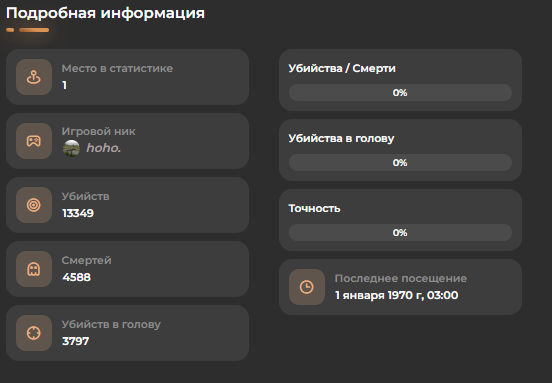 Подробная информация
Место в статистике
1
Игровой ник
hoho.
Убийств
13349
Смертей
4588
Убийств в голову
3797
Убийства / Смерти
0%
Убийства в голову
0%
Точность
0%
Последнее посещение
1 января 1970 г, 03:00